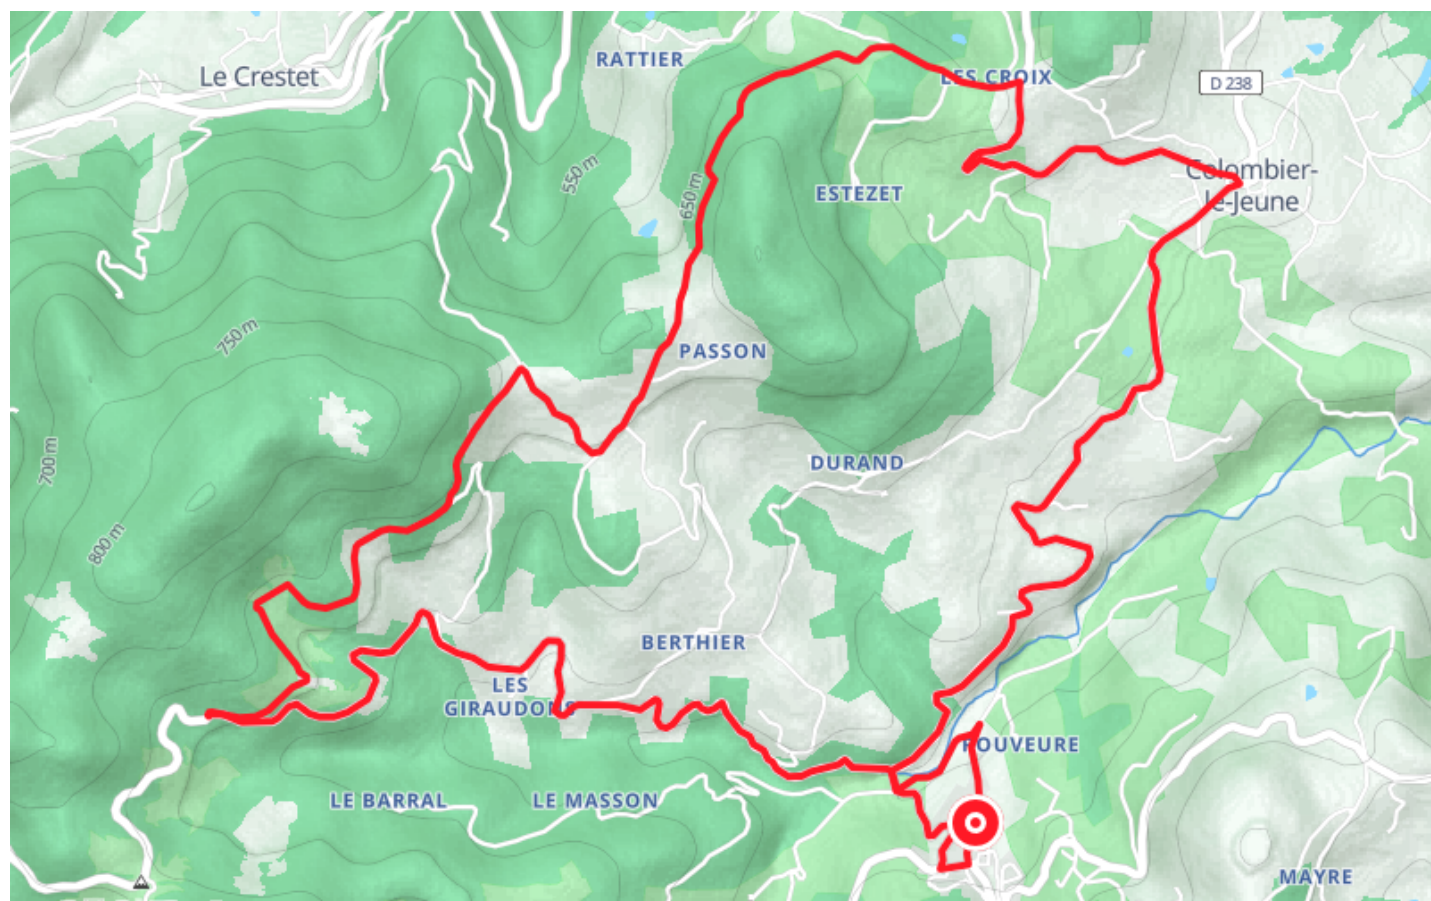 RATTIER
Le Crestet
LES CROIX
D 238
550 m
Colombier-
le-Jeune
650 m
ESTEZET
750 m
PASSON
700 m
DURAND
800 m
BERTHIER
LES
GIRAUDONS
ROUVEURE
LE BARRAL
LE MASSON
MAYRE